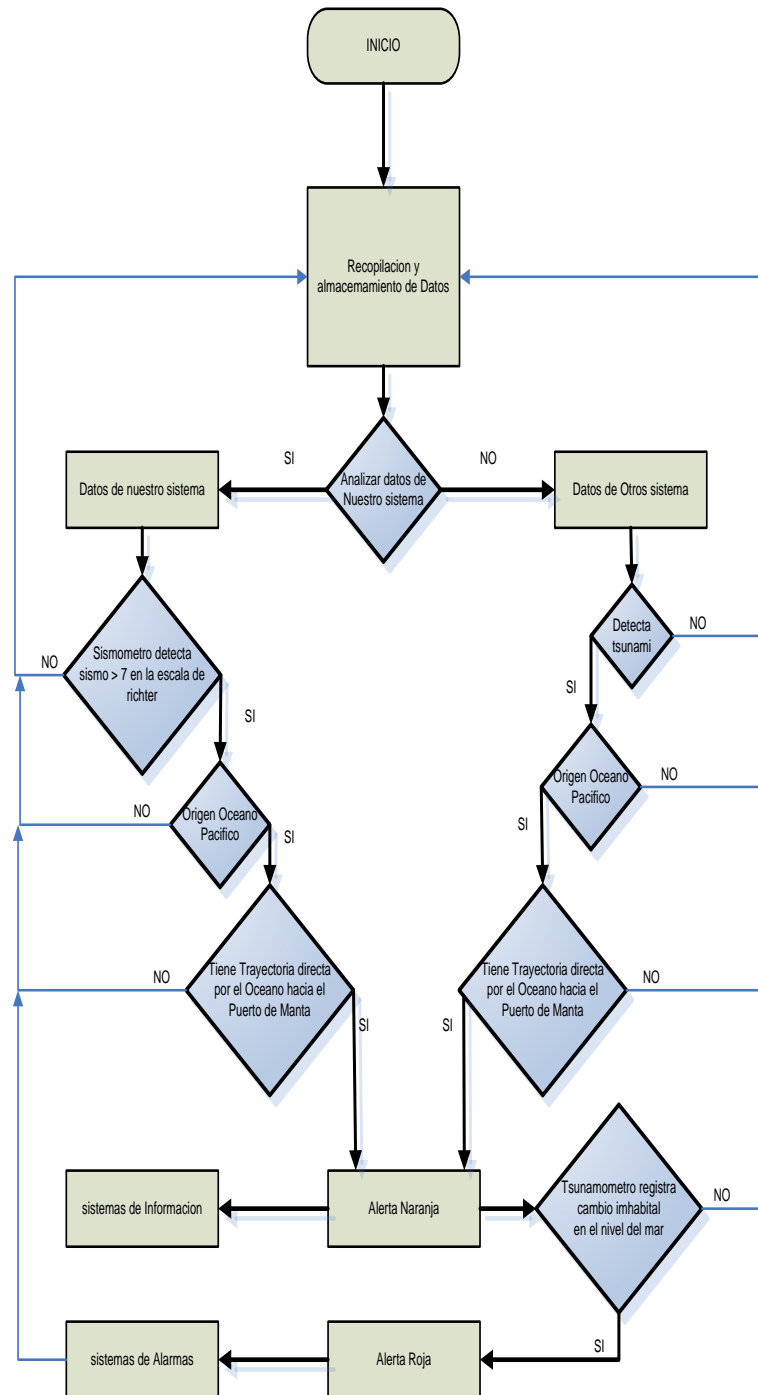 INICIO
Recopilacion y
almacemamiento de Datos
SI
NO
Analizar datos de
Nuestro sistema
Datos de nuestro sistema
Datos de Otros sistema
Sismometro detecta
sismo > 7 en la escala de
richter
NO
SI
Detecta
tsunami
NO
SI
Origen Oceano
Pacifico
NO
SI
Origen Oceano
Pacifico
NO
SI
Tiene Trayectoria directa
por el Oceano hacia el
Puerto de Manta
NO
SI
Tiene Trayectoria directa
por el Oceano hacia el
Puerto de Manta
NO
SI
sistemas de Informacion
Alerta Naranja
Tsunamometro registra
cambio imhabital
en el nivel del mar
NO
SI
sistemas de Alarmas
Alerta Roja